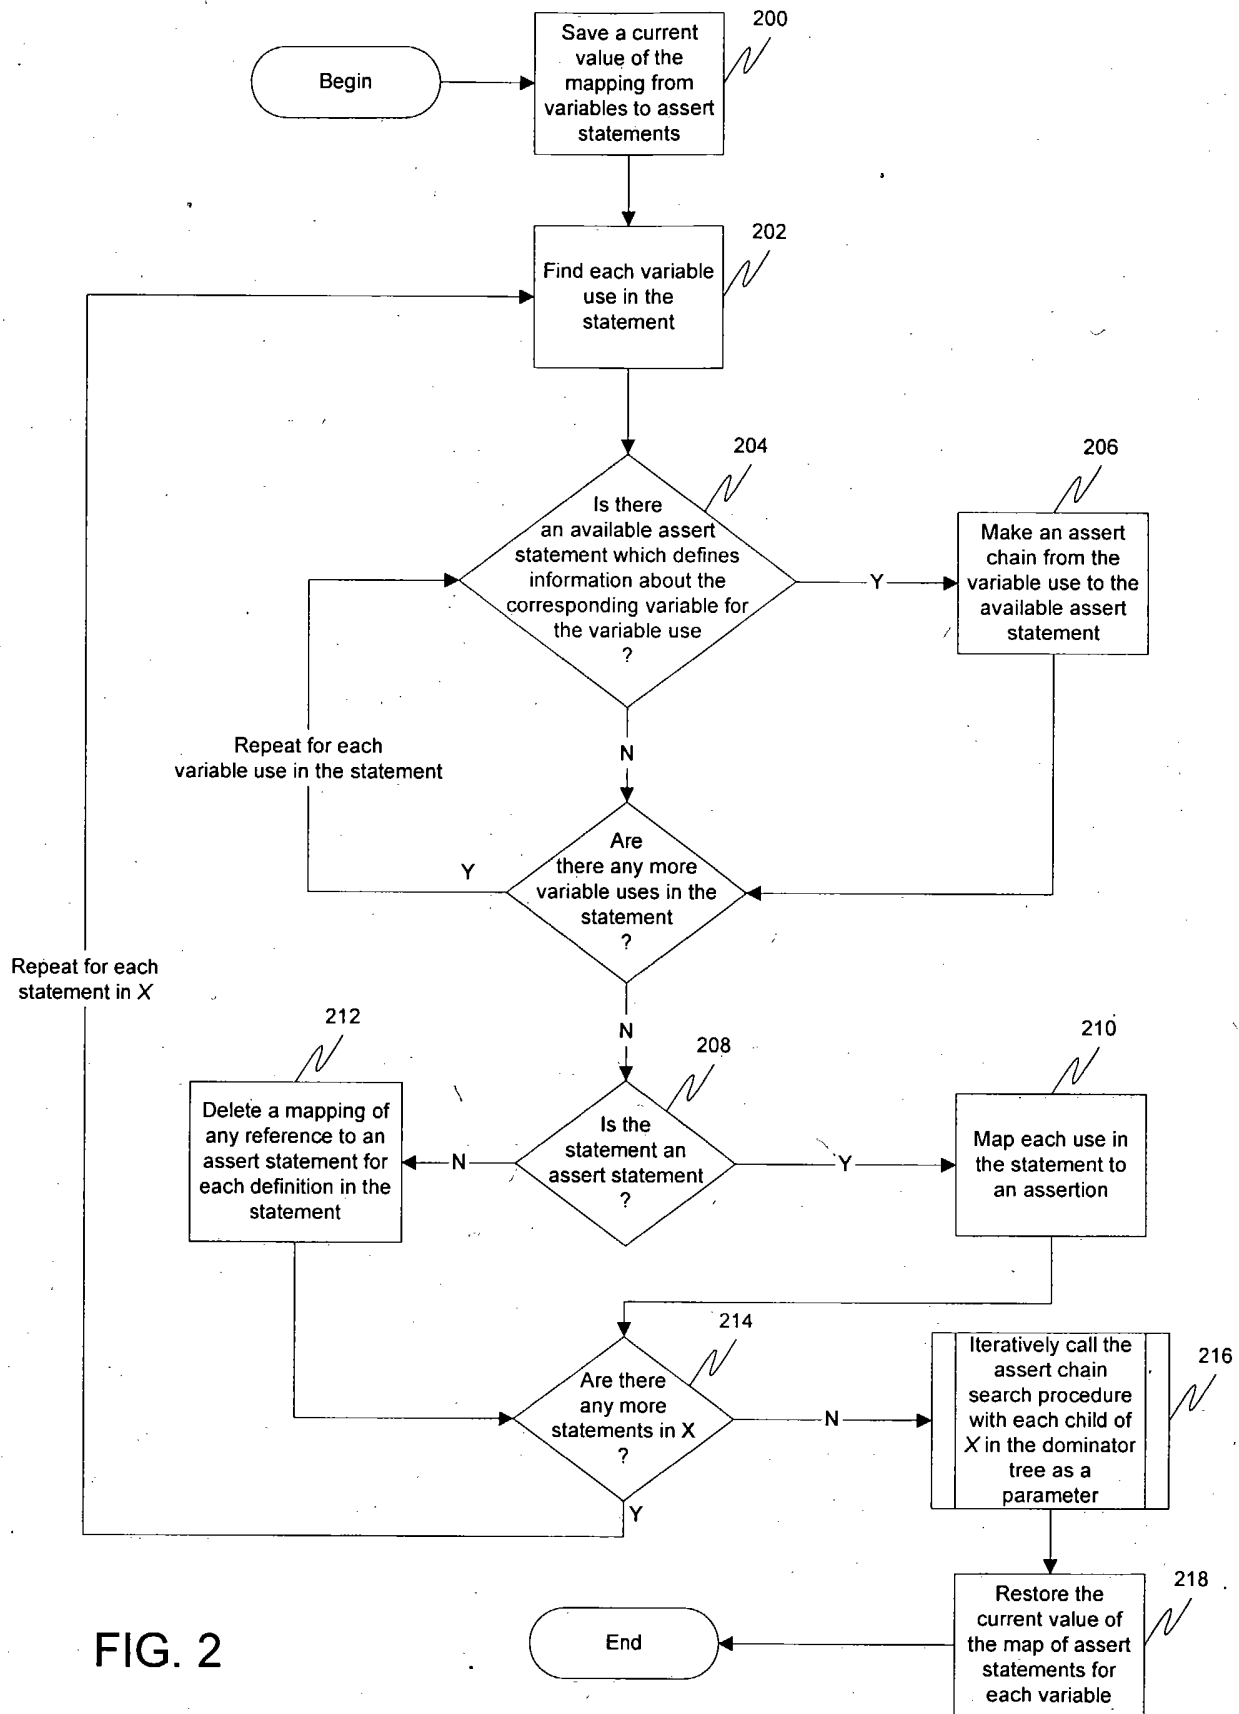 200
Save a current
value of the
mapping from
variables to assert
statements
Begin
202
Find each variable
use in the
statement
204
Is there
an available assert
statement which defines
information about the
corresponding variable for
the variable use
?
Y
206
Make an assert
chain from the
variable use to the
available assert
statement
N
Repeat for each
variable use in the statement
Are
there any more
variable uses in the
statement
?
Y
Repeat for each
statement in X
N
212
Delete a mapping of
any reference to an
assert statement for
each definition in the
statement
208
Is the
statement an
assert statement
?
N
Y
210
Map each use in
the statement to
an assertion
214
Are there
any more
statements in X
?
N
Y
216
Iteratively call the
assert chain
search procedure
with each child of
X in the dominator
tree as a
parameter
218
Restore the
current value of
the map of assert
statements for
each variable
End
FIG. 2